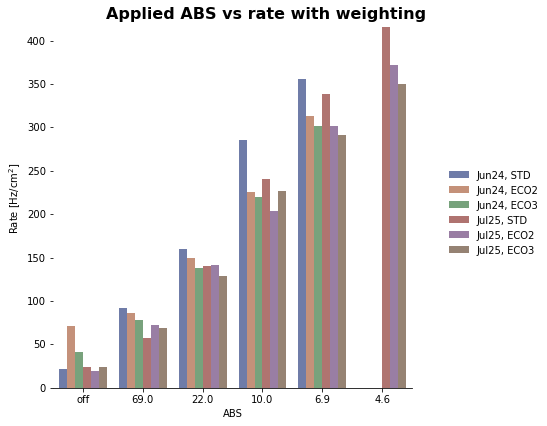 Applied ABS vs rate with weighting
400
350
300
250
200
150
100
50
0
Rate [Hz/cm²]
off 69.0 22.0 10.0 6.9 4.6
ABS
Jun24, STD
Jun24, ECO2
Jun24, ECO3
Jul25, STD
Jul25, ECO2
Jul25, ECO3